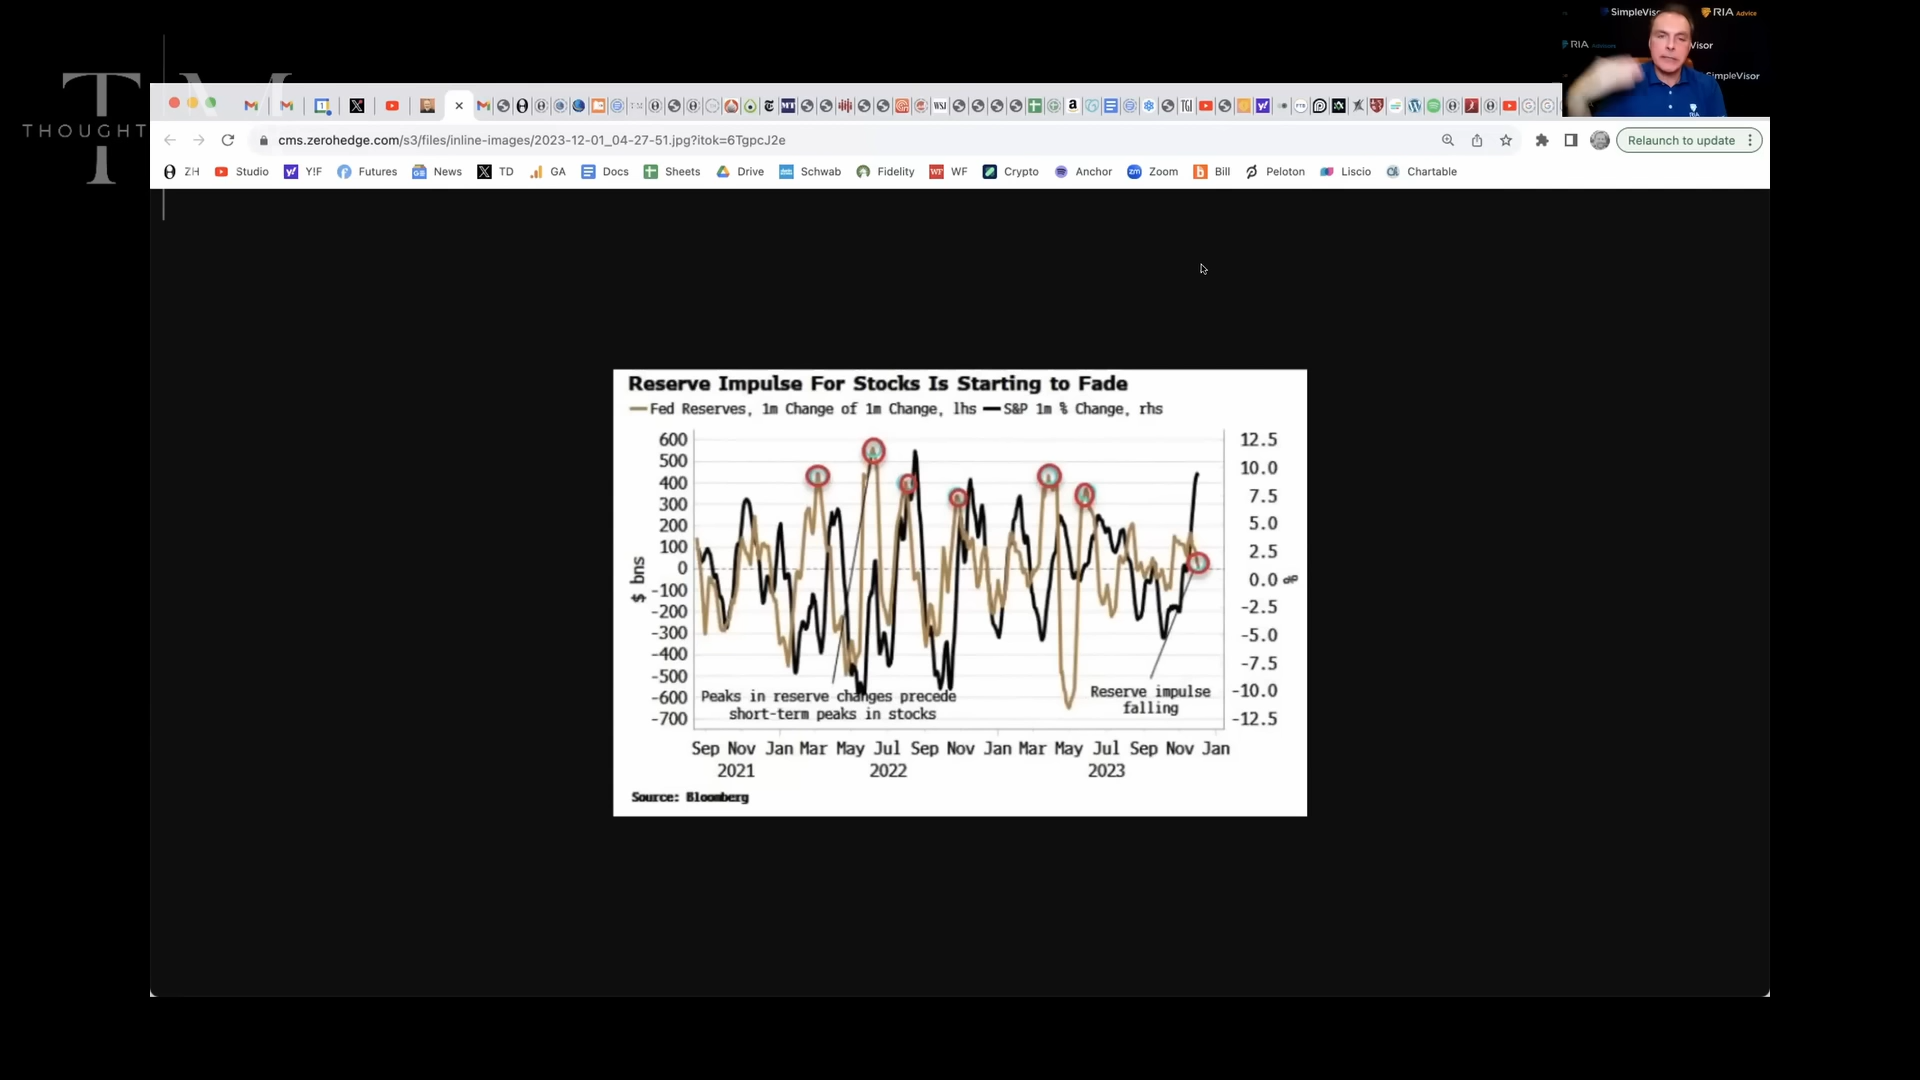 SimpleVisor
RIA Advice
RIA Advisors
Visor
SimpleVisor
RIA
T M
THOUGHT
cms.zerohedge.com/s3/files/inline-images/2023-12-01_04-27-51.jpg?itok=6TgpcJ2e
Relaunch to update
ZH Studio Y!F Futures News TD GA Docs Sheets Drive Schwab Fidelity WF Crypto Anchor Zoom Bill Peloton Liscio Chartable
Reserve Impulse For Stocks Is Starting to Fade
Fed Reserves, 1m Change of 1m Change, lhs S&P 1m % Change, rhs
600 12.5
500 10.0
400 7.5
300 5.0
200 2.5
100 0.0
0 -2.5
-100 -5.0
-200 -7.5
-300 -10.0
-400 -12.5
-500
-600
-700
$ bns
%
Peaks in reserve changes precede
short-term peaks in stocks
Reserve impulse
falling
Sep Nov Jan Mar May Jul Sep Nov Jan Mar May Jul Sep Nov Jan
2021 2022 2023
Source: Bloomberg